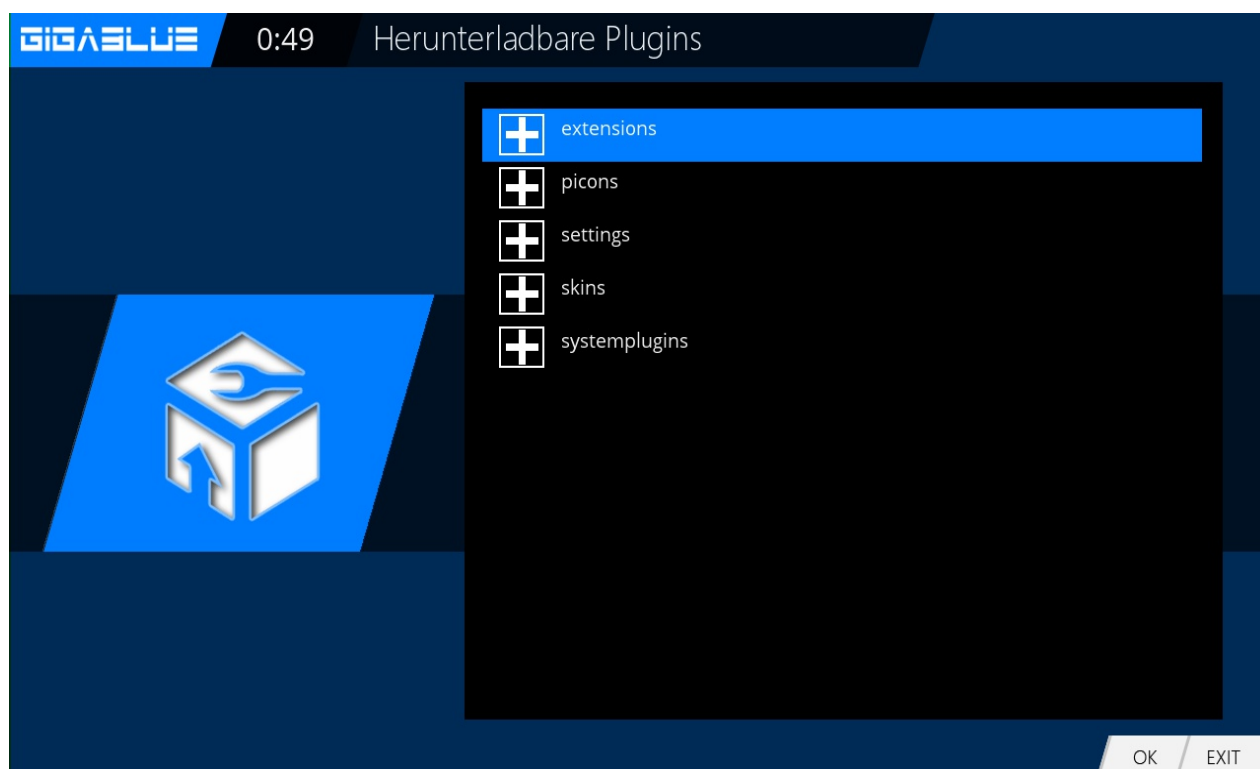 GIGABLUE
0:49
Herunterladbare Plugins
extensions
picons
settings
skins
systemplugins
OK
EXIT